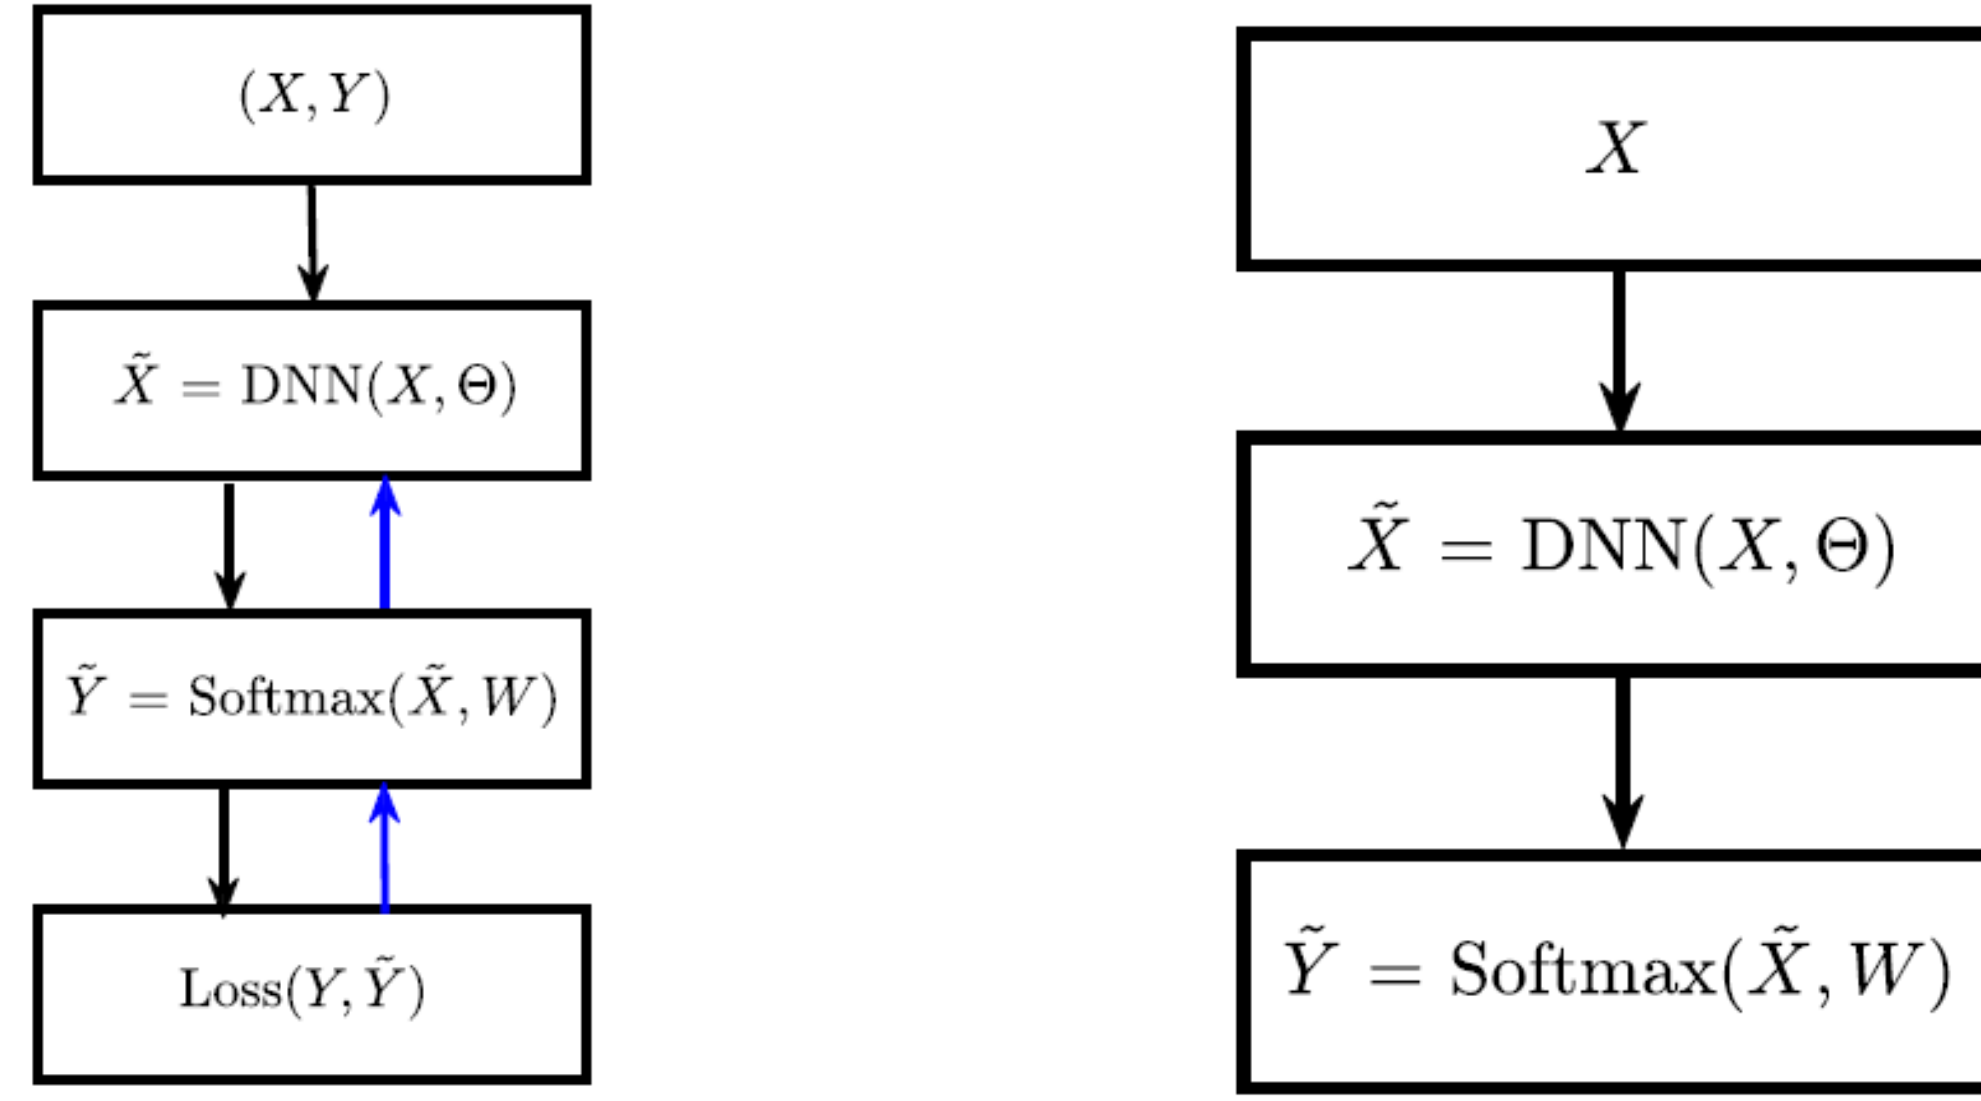 (X, Y)
X̃ = DNN(X, Θ)
Ỹ = Softmax(X̃, W)
Loss(Y, Ỹ)
X
X̃ = DNN(X, Θ)
Ỹ = Softmax(X̃, W)